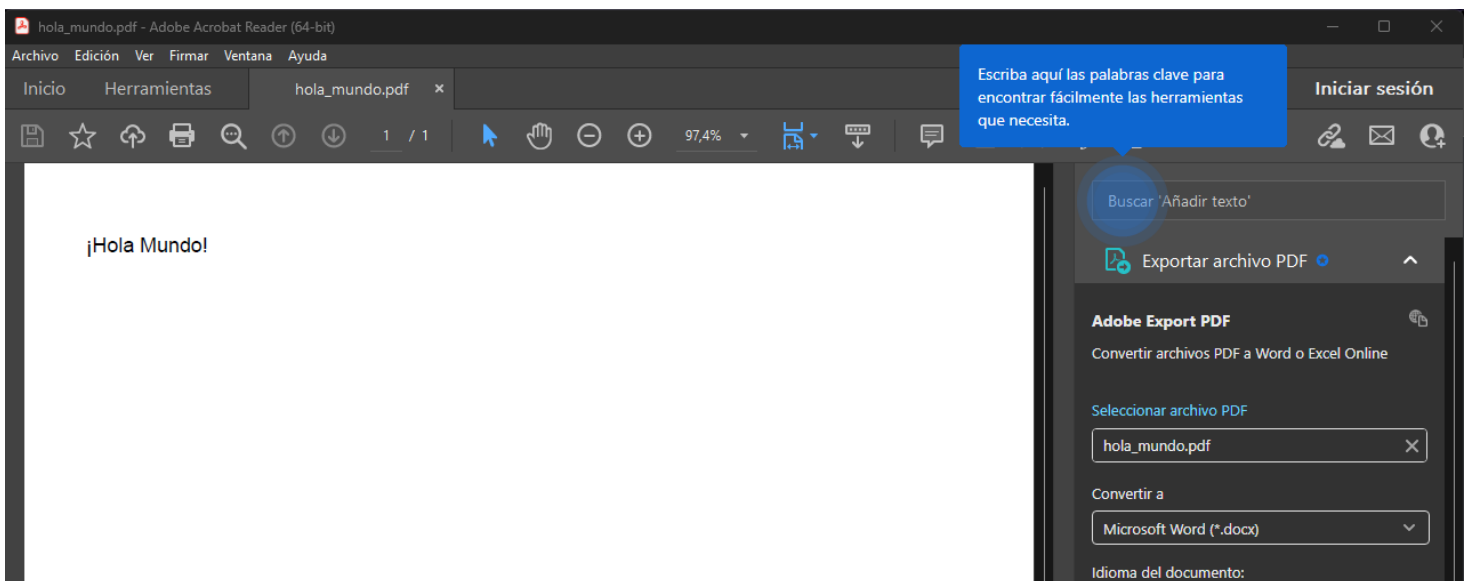 hola_mundo.pdf - Adobe Acrobat Reader (64-bit)
Archivo Edición Ver Firmar Ventana Ayuda
Inicio Herramientas hola_mundo.pdf × Iniciar sesión
Escriba aquí las palabras clave para
encontrar fácilmente las herramientas
que necesita.
1 / 1 97,4%
Buscar 'Añadir texto'
¡Hola Mundo!
Exportar archivo PDF
Adobe Export PDF
Convertir archivos PDF a Word o Excel Online
Seleccionar archivo PDF
hola_mundo.pdf
Convertir a
Microsoft Word (*.docx)
Idioma del documento: